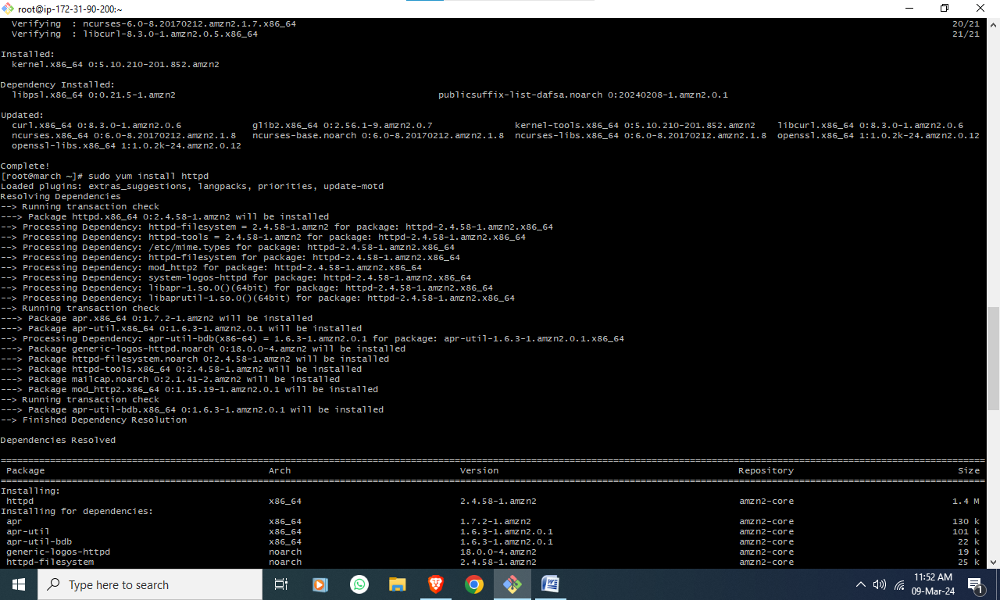 root@ip-172-31-90-200:~
Verifying : ncurses-6.0-8.20170212.amzn2.1.7.x86_64 20/21
Verifying : libcurl-8.3.0-1.amzn2.0.5.x86_64 21/21
Installed:
kernel.x86_64 0:5.10.210-201.852.amzn2
Dependency Installed:
libpsl.x86_64 0:0.21.5-1.amzn2 publicsuffix-list-dafsa.noarch 0:20240208-1.amzn2.0.1
Updated:
curl.x86_64 0:8.3.0-1.amzn2.0.6 glib2.x86_64 0:2.56.1-9.amzn2.0.7 kernel-tools.x86_64 0:5.10.210-201.852.amzn2 libcurl.x86_64 0:8.3.0-1.amzn2.0.6
ncurses.x86_64 0:6.0-8.20170212.amzn2.1.8 ncurses-base.noarch 0:6.0-8.20170212.amzn2.1.8 ncurses-libs.x86_64 0:6.0-8.20170212.amzn2.1.8 openssl.x86_64 1:1.0.2k-24.amzn2.0.12
openssl-libs.x86_64 1:1.0.2k-24.amzn2.0.12
Complete!
[root@march ~]# sudo yum install httpd
Loaded plugins: extras_suggestions, langpacks, priorities, update-motd
Resolving Dependencies
--> Running transaction check
---> Package httpd.x86_64 0:2.4.58-1.amzn2 will be installed
--> Processing Dependency: httpd-filesystem = 2.4.58-1.amzn2 for package: httpd-2.4.58-1.amzn2.x86_64
--> Processing Dependency: httpd-tools = 2.4.58-1.amzn2 for package: httpd-2.4.58-1.amzn2.x86_64
--> Processing Dependency: /etc/mime.types for package: httpd-2.4.58-1.amzn2.x86_64
--> Processing Dependency: httpd-filesystem for package: httpd-2.4.58-1.amzn2.x86_64
--> Processing Dependency: mod_http2 for package: httpd-2.4.58-1.amzn2.x86_64
--> Processing Dependency: system-logos-httpd for package: httpd-2.4.58-1.amzn2.x86_64
--> Processing Dependency: libapr-1.so.0()(64bit) for package: httpd-2.4.58-1.amzn2.x86_64
--> Processing Dependency: libaprutil-1.so.0()(64bit) for package: httpd-2.4.58-1.amzn2.x86_64
--> Running transaction check
---> Package apr.x86_64 0:1.7.2-1.amzn2 will be installed
---> Package apr-util.x86_64 0:1.6.3-1.amzn2.0.1 will be installed
--> Processing Dependency: apr-util-bdb(x86-64) = 1.6.3-1.amzn2.0.1 for package: apr-util-1.6.3-1.amzn2.0.1.x86_64
---> Package generic-logos-httpd.noarch 0:18.0.0-4.amzn2 will be installed
---> Package httpd-filesystem.noarch 0:2.4.58-1.amzn2 will be installed
---> Package httpd-tools.x86_64 0:2.4.58-1.amzn2 will be installed
---> Package mailcap.noarch 0:2.1.41-2.amzn2 will be installed
---> Package mod_http2.x86_64 0:1.15.19-1.amzn2.0.1 will be installed
--> Running transaction check
---> Package apr-util-bdb.x86_64 0:1.6.3-1.amzn2.0.1 will be installed
--> Finished Dependency Resolution
Dependencies Resolved
Package Arch Version Repository Size
Installing:
httpd x86_64 2.4.58-1.amzn2 amzn2-core 1.4 M
Installing for dependencies:
apr x86_64 1.7.2-1.amzn2 amzn2-core 130 k
apr-util x86_64 1.6.3-1.amzn2.0.1 amzn2-core 101 k
apr-util-bdb x86_64 1.6.3-1.amzn2.0.1 amzn2-core 22 k
generic-logos-httpd noarch 18.0.0-4.amzn2 amzn2-core 19 k
httpd-filesystem noarch 2.4.58-1.amzn2 amzn2-core 25 k
Type here to search
11:52 AM
09-Mar-24
1